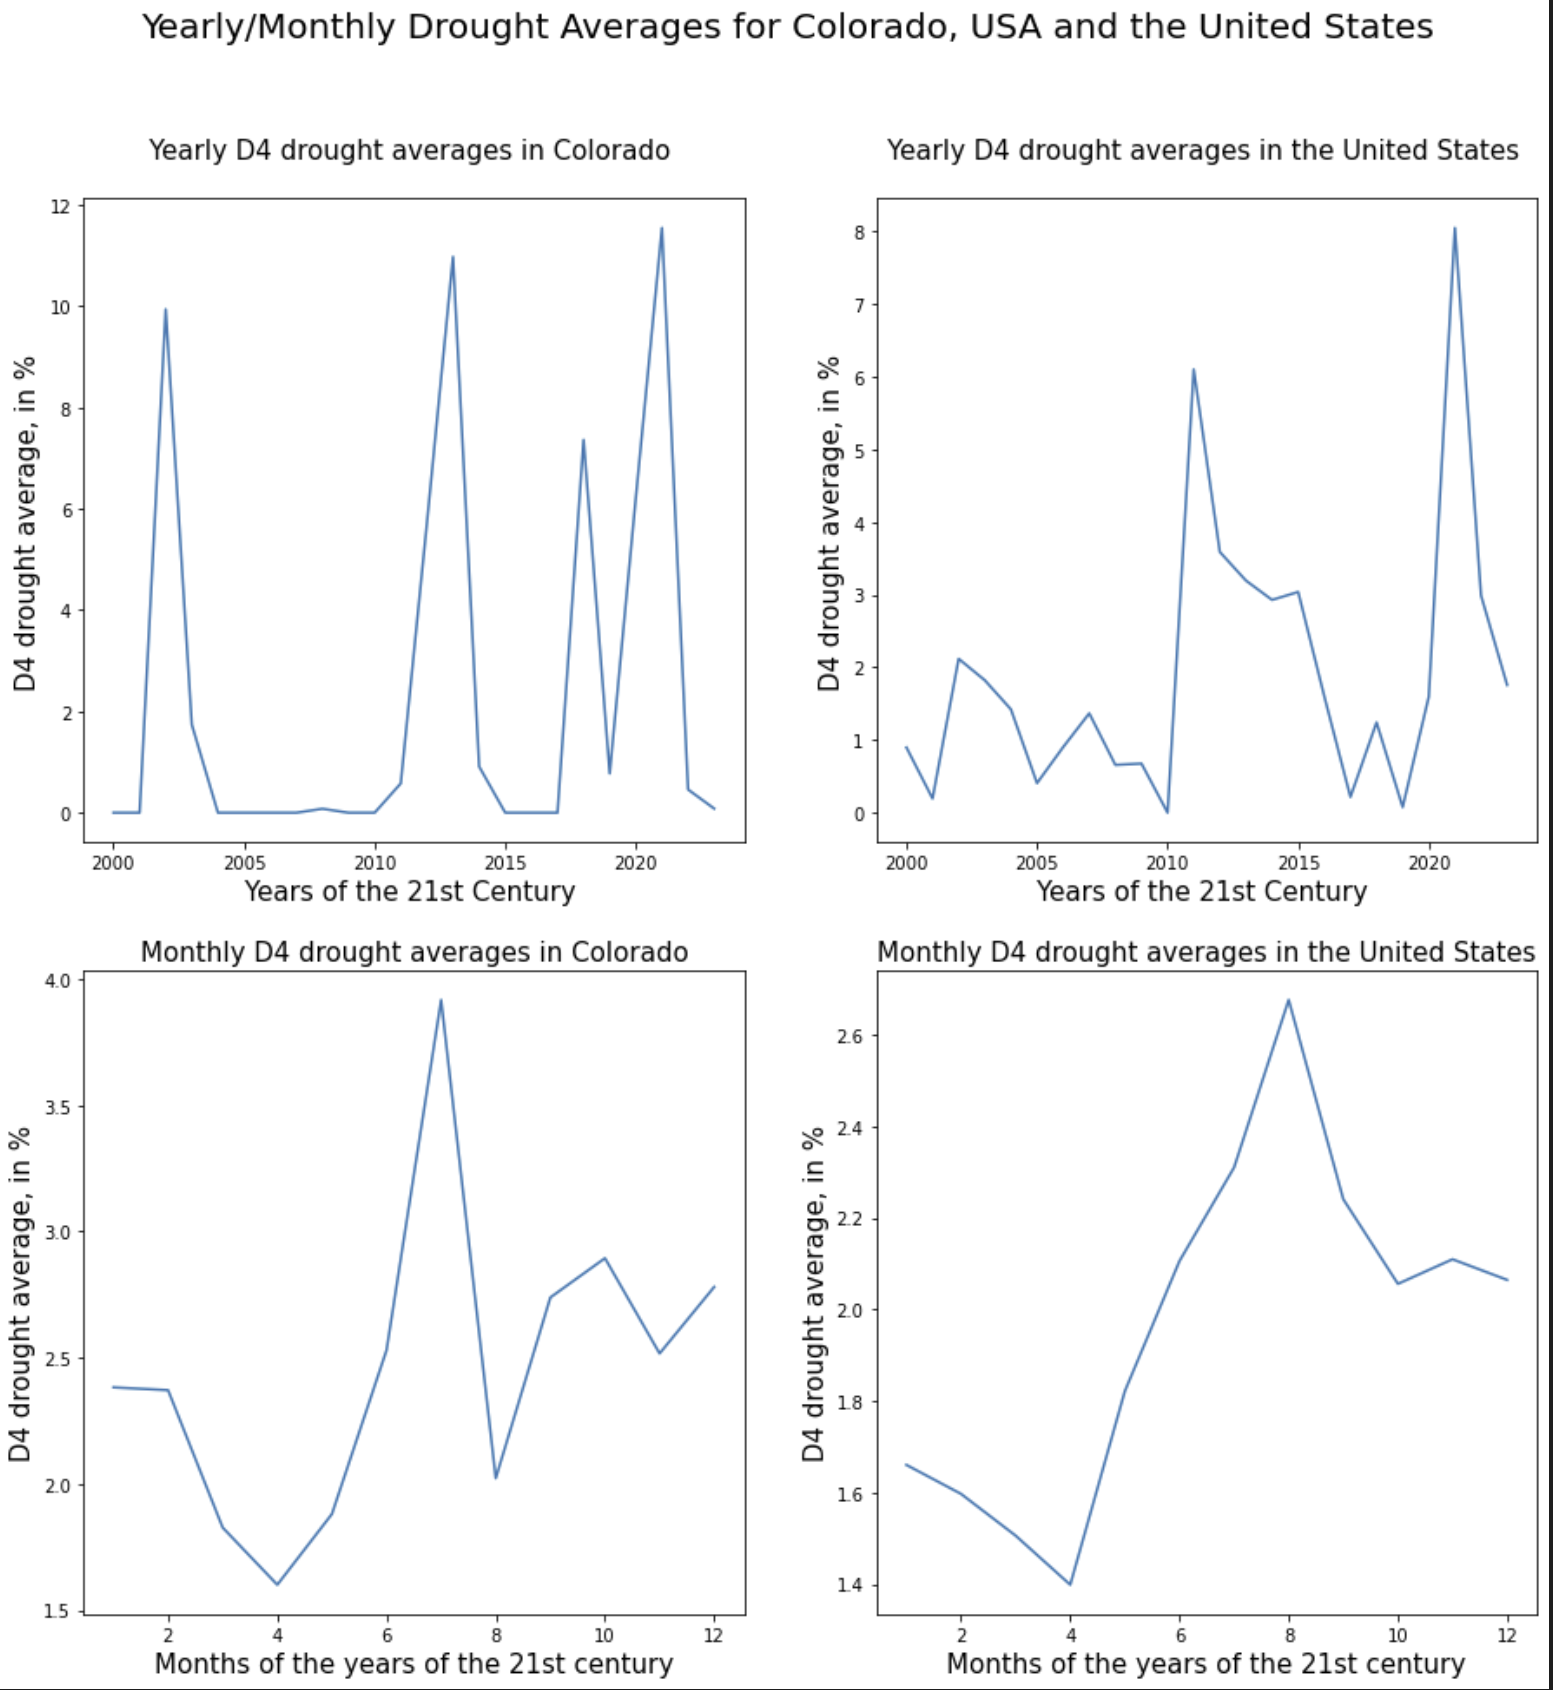 Yearly/Monthly Drought Averages for Colorado, USA and the United States
Yearly D4 drought averages in Colorado
12
10
8
6
4
2
0
D4 drought average, in %
2000 2005 2010 2015 2020
Years of the 21st Century
Yearly D4 drought averages in the United States
8
7
6
5
4
3
2
1
0
D4 drought average, in %
2000 2005 2010 2015 2020
Years of the 21st Century
Monthly D4 drought averages in Colorado
4.0
3.5
3.0
2.5
2.0
1.5
D4 drought average, in %
2 4 6 8 10 12
Months of the years of the 21st century
Monthly D4 drought averages in the United States
2.6
2.4
2.2
2.0
1.8
1.6
1.4
D4 drought average, in %
2 4 6 8 10 12
Months of the years of the 21st century